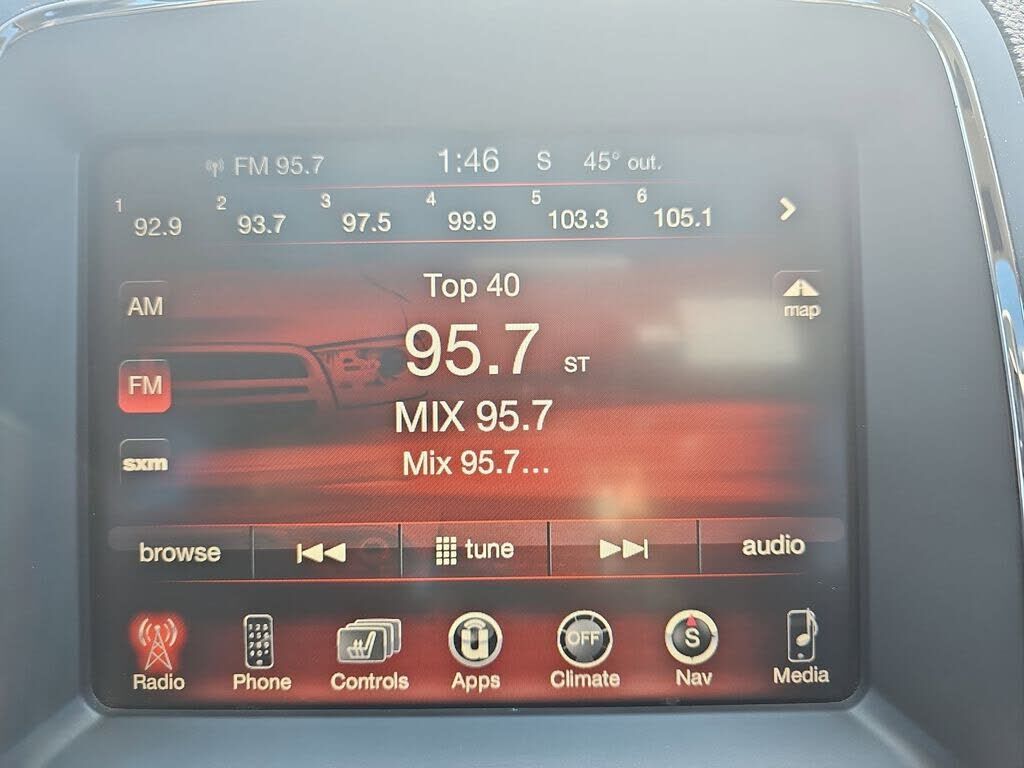 FM 95.7 1:46 S 45° out.
1 92.9 2 93.7 3 97.5 4 99.9 5 103.3 6 105.1
Top 40
AM
map
95.7 ST
FM
MIX 95.7
sxm
Mix 95.7...
browse tune audio
OFF S
Radio Phone Controls Apps Climate Nav Media